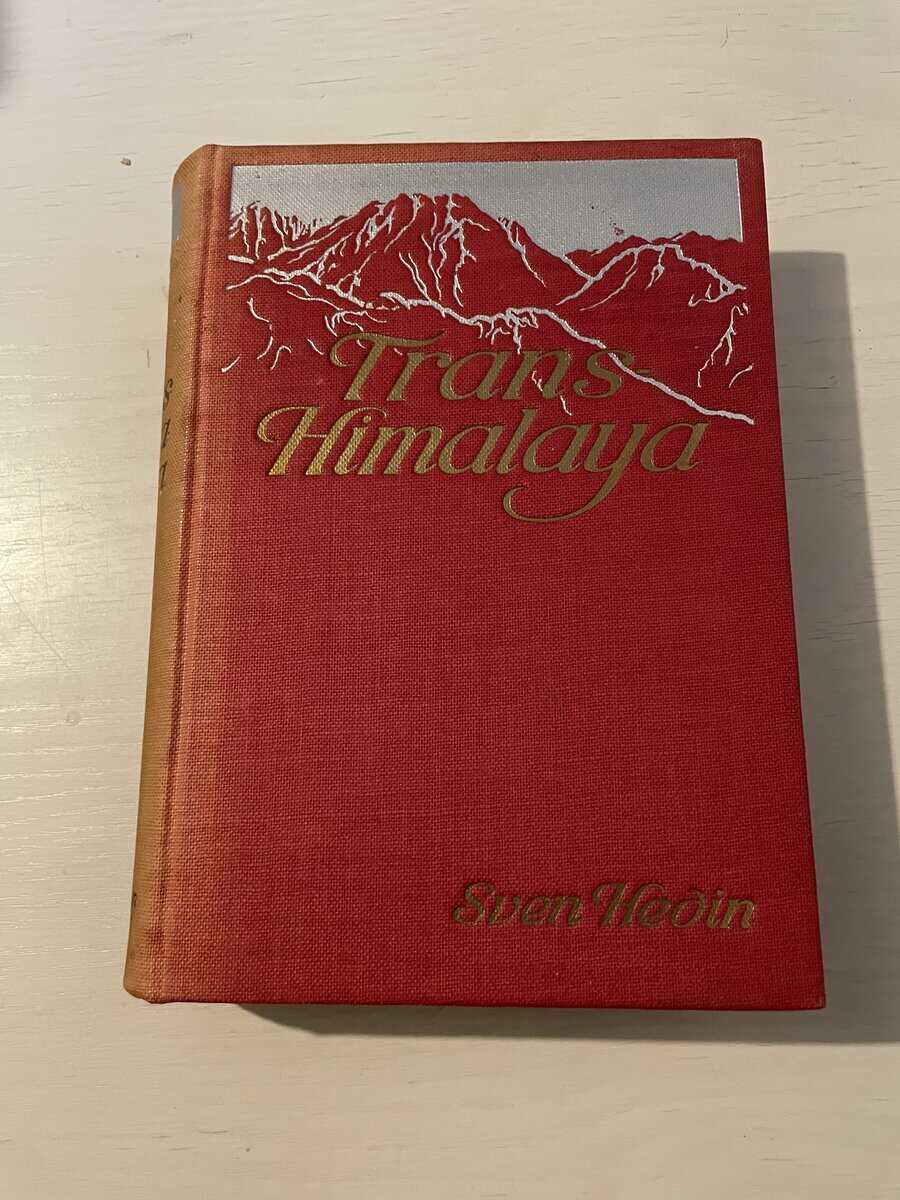 Trans-
Himalaya
Sven Hedin